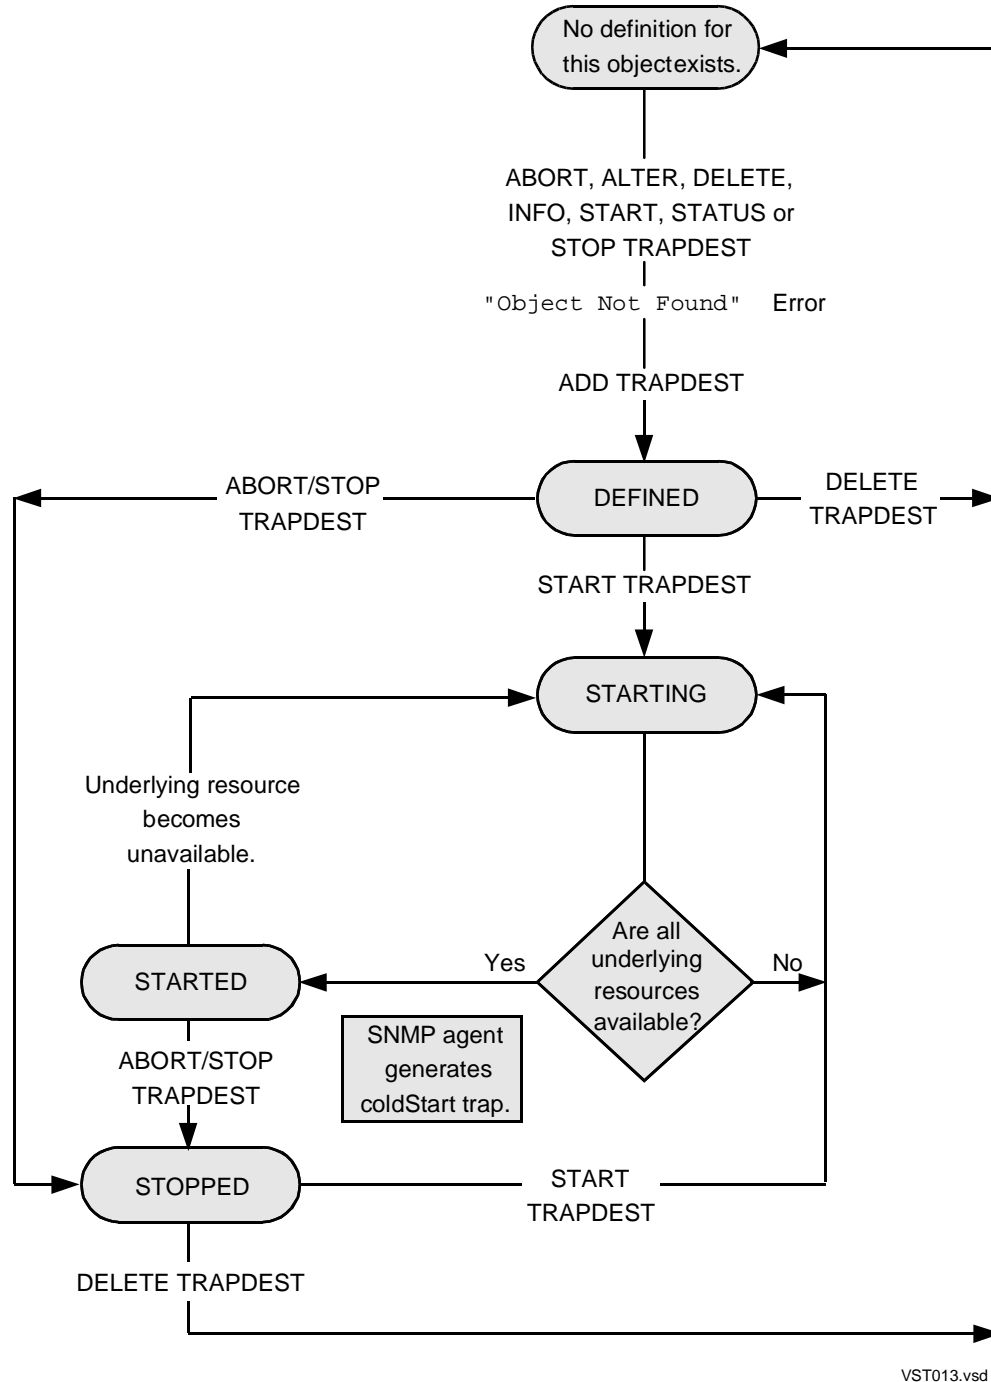 No definition for
this objectexists.
ABORT, ALTER, DELETE,
INFO, START, STATUS or
STOP TRAPDEST
"Object Not Found" Error
ADD TRAPDEST
ABORT/STOP
TRAPDEST
DEFINED
DELETE
TRAPDEST
START TRAPDEST
STARTING
Underlying resource
becomes
unavailable.
Are all
underlying
resources
available?
Yes
No
STARTED
SNMP agent
generates
coldStart trap.
ABORT/STOP
TRAPDEST
STOPPED
START
TRAPDEST
DELETE TRAPDEST
VST013.vsd